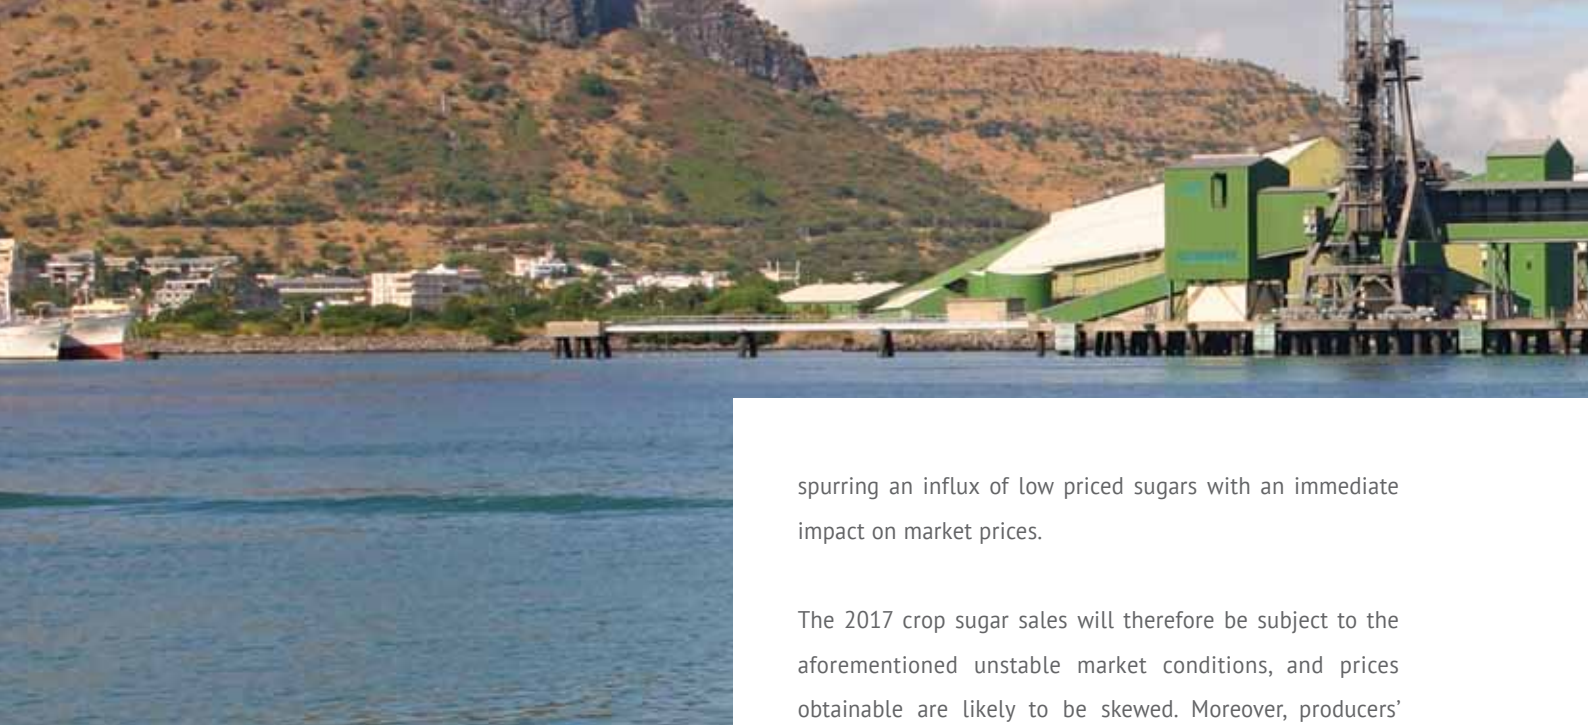 spurring an influx of low priced sugars with an immediate
impact on market prices.
The 2017 crop sugar sales will therefore be subject to the
aforementioned unstable market conditions, and prices
obtainable are likely to be skewed. Moreover, producers’